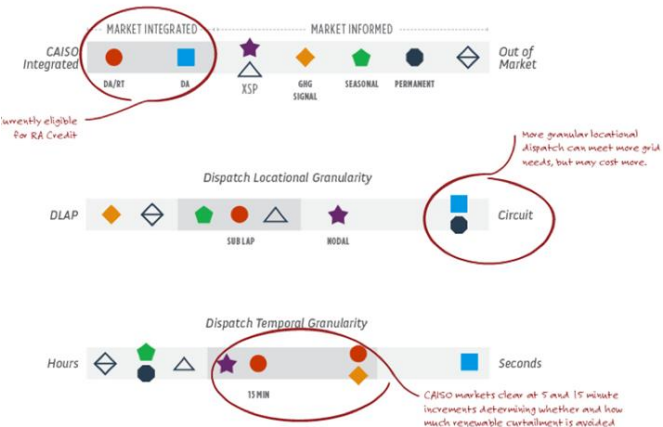 MARKET INTEGRATED MARKET INFORMED
CAISO
Integrated
Out of
Market
DA/RT DA XSP GHG
SIGNAL SEASONAL PERMANENT
Currently eligible
for RA Credit
More granular locational
dispatch can meet more grid
needs, but may cost more.
Dispatch Locational Granularity
DLAP
Circuit
SUB LAP NODAL
Dispatch Temporal Granularity
Hours
Seconds
15 MIN
CAISO markets clear at 5 and 15 minute
increments determining whether and how
much renewable curtailment is avoided